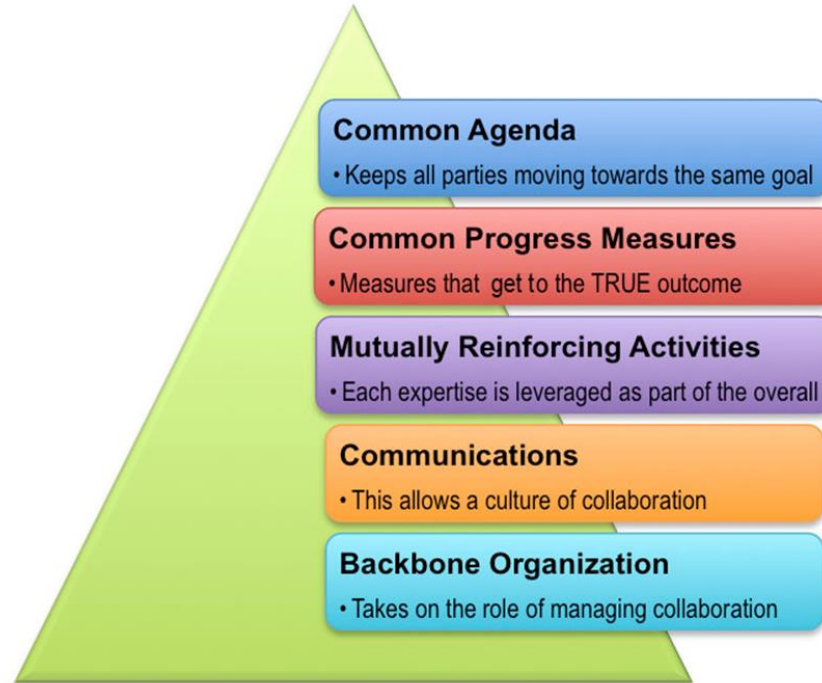 Common Agenda
• Keeps all parties moving towards the same goal
Common Progress Measures
• Measures that get to the TRUE outcome
Mutually Reinforcing Activities
• Each expertise is leveraged as part of the overall
Communications
• This allows a culture of collaboration
Backbone Organization
• Takes on the role of managing collaboration